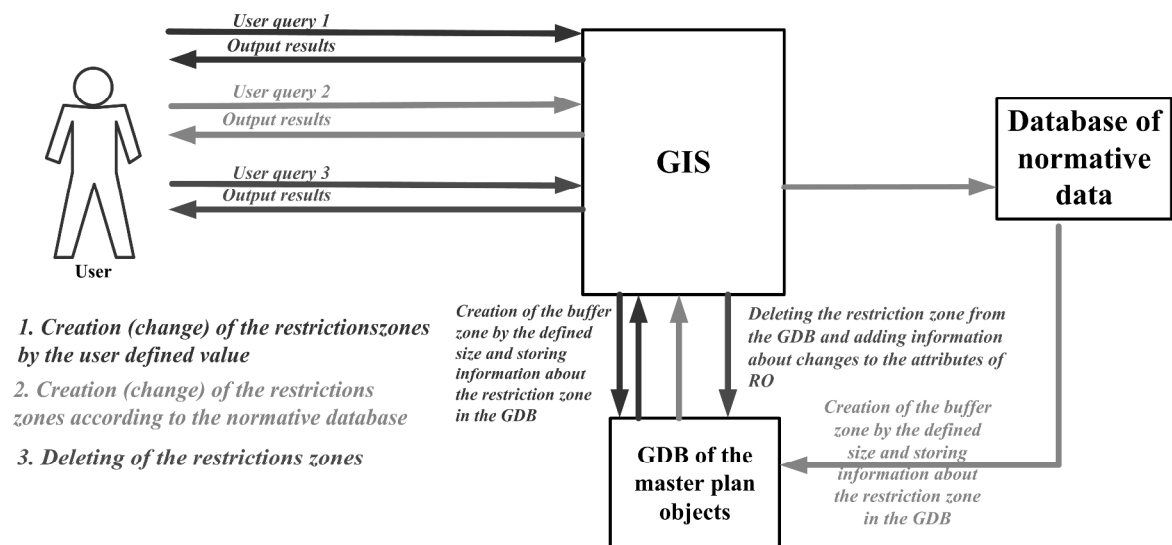 User query 1
Output results
User query 2
Output results
User query 3
Output results
User
GIS
Database of
normative
data
1. Creation (change) of the restrictionszones
by the user defined value
2. Creation (change) of the restrictions
zones according to the normative database
3. Deleting of the restrictions zones
Creation of the buffer
zone by the defined
size and storing
information about
the restriction zone
in the GDB
Deleting the restriction zone from
the GDB and adding information
about changes to the attributes of
RO
GDB of the
master plan
objects
Creation of the buffer
zone by the defined
size and storing
information about
the restriction zone
in the GDB